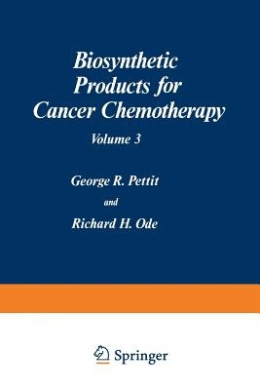 Biosynthetic
Products for
Cancer Chemotherapy
Volume 3
George R. Pettit
and
Richard H. Ode
Springer